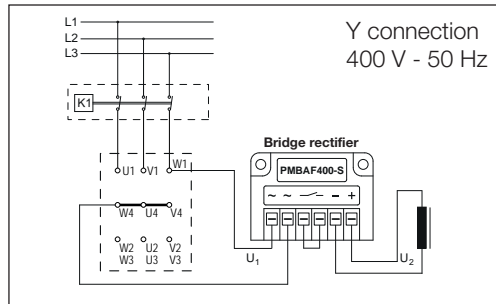 L1
L2
L3
Y connection
400 V - 50 Hz
K1
Bridge rectifier
PMBAF400-S
~ ~ - +
U1 V1 W1
W4 U4 V4
W2 U2 V2
W3 U3 V3
U1
U2